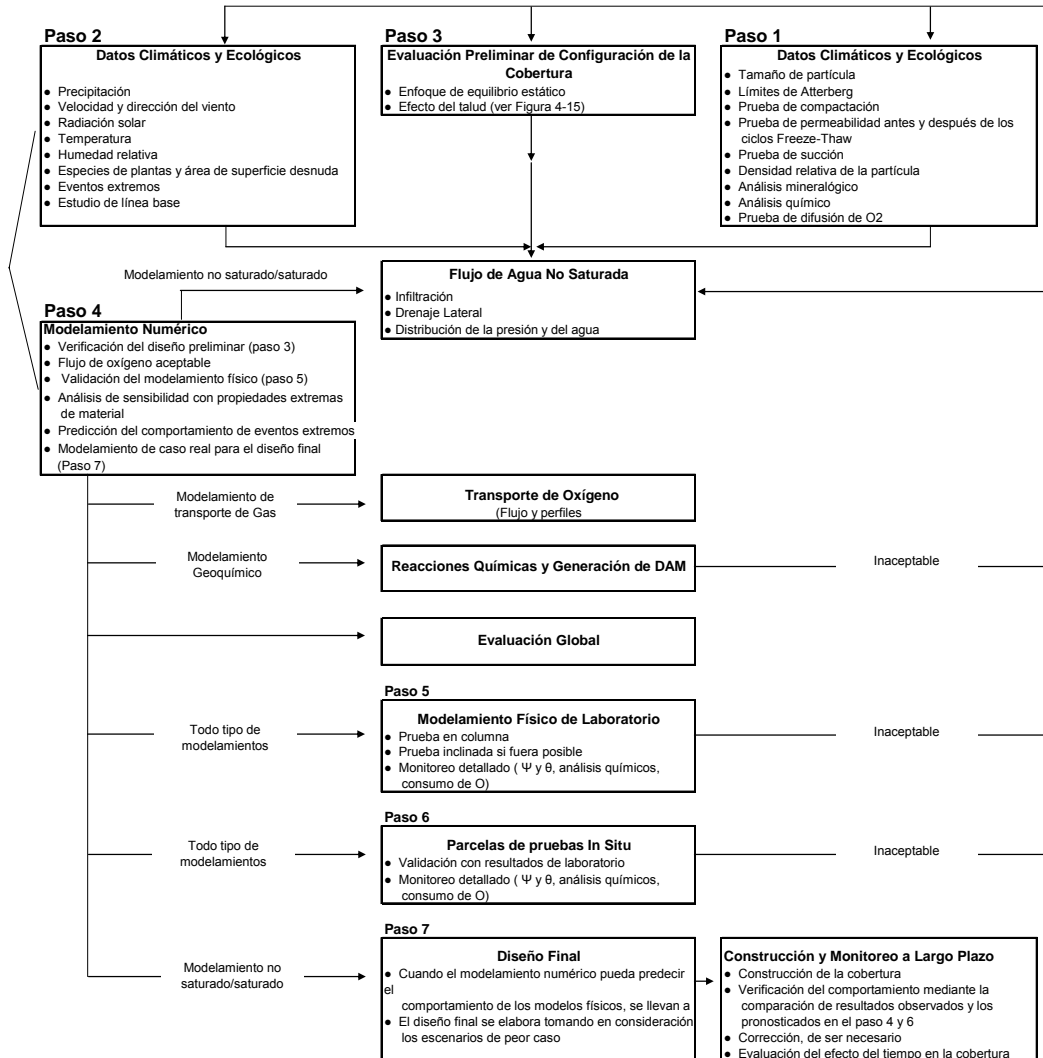 Paso 2
Datos Climáticos y Ecológicos
● Precipitación
● Velocidad y dirección del viento
● Radiación solar
● Temperatura
● Humedad relativa
● Especies de plantas y área de superficie desnuda
● Eventos extremos
● Estudio de línea base
Paso 3
Evaluación Preliminar de Configuración de la
Cobertura
● Enfoque de equilibrio estático
● Efecto del talud (ver Figura 4-15)
Paso 1
Datos Climáticos y Ecológicos
● Tamaño de partícula
● Límites de Atterberg
● Prueba de compactación
● Prueba de permeabilidad antes y después de los
ciclos Freeze-Thaw
● Prueba de succión
● Densidad relativa de la partícula
● Análisis mineralógico
● Análisis químico
● Prueba de difusión de O2
Modelamiento no saturado/saturado
Flujo de Agua No Saturada
● Infiltración
● Drenaje Lateral
● Distribución de la presión y del agua
Paso 4
Modelamiento Numérico
● Verificación del diseño preliminar (paso 3)
● Flujo de oxígeno aceptable
● Validación del modelamiento físico (paso 5)
● Análisis de sensibilidad con propiedades extremas
de material
● Predicción del comportamiento de eventos extremos
● Modelamiento de caso real para el diseño final
(Paso 7)
Modelamiento de
transporte de Gas
Transporte de Oxígeno
(Flujo y perfiles
Modelamiento
Geoquímico
Reacciones Químicas y Generación de DAM
Inaceptable
Evaluación Global
Paso 5
Todo tipo de
modelamientos
Modelamiento Físico de Laboratorio
● Prueba en columna
● Prueba inclinada si fuera posible
● Monitoreo detallado ( Ψ y θ, análisis químicos,
consumo de O)
Inaceptable
Paso 6
Todo tipo de
modelamientos
Parcelas de pruebas In Situ
● Validación con resultados de laboratorio
● Monitoreo detallado ( Ψ y θ, análisis químicos,
consumo de O)
Inaceptable
Paso 7
Modelamiento no
saturado/saturado
Diseño Final
● Cuando el modelamiento numérico pueda predecir
el
comportamiento de los modelos físicos, se llevan a
● El diseño final se elabora tomando en consideración
los escenarios de peor caso
Construcción y Monitoreo a Largo Plazo
● Construcción de la cobertura
● Verificación del comportamiento mediante la
comparación de resultados observados y los
pronosticados en el paso 4 y 6
● Corrección, de ser necesario
● Evaluación del efecto del tiempo en la cobertura